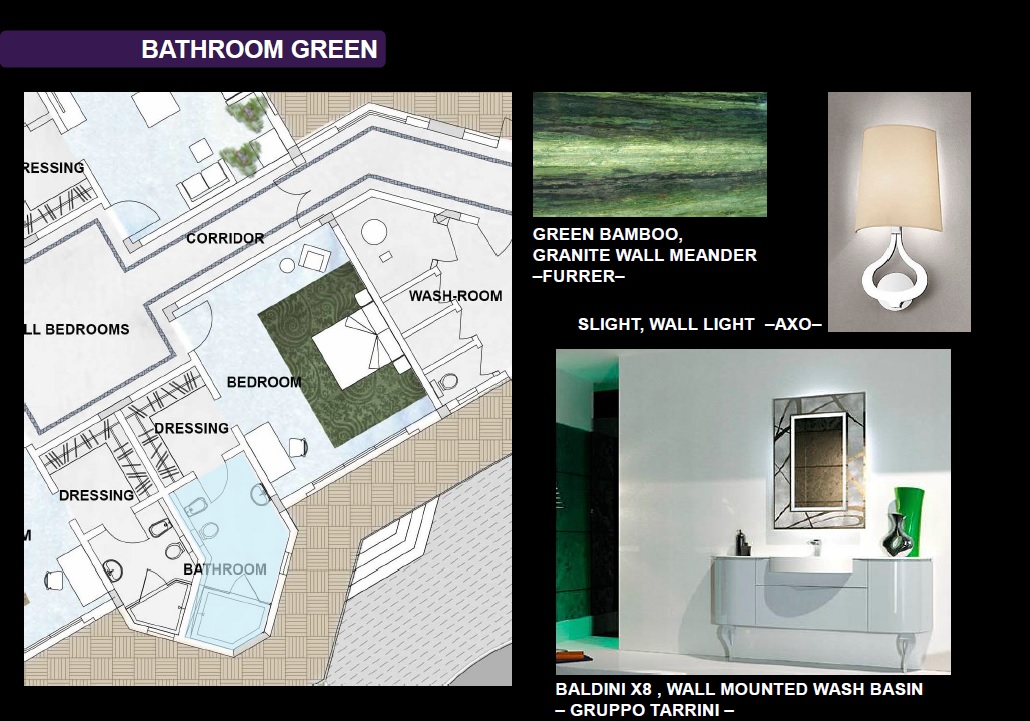 BATHROOM GREEN
RESSING
CORRIDOR
WASH-ROOM
LL BEDROOMS
BEDROOM
DRESSING
DRESSING
M
BATHROOM
GREEN BAMBOO,
GRANITE WALL MEANDER
–FURRER–
SLIGHT, WALL LIGHT –AXO–
BALDINI X8 , WALL MOUNTED WASH BASIN
– GRUPPO TARRINI –